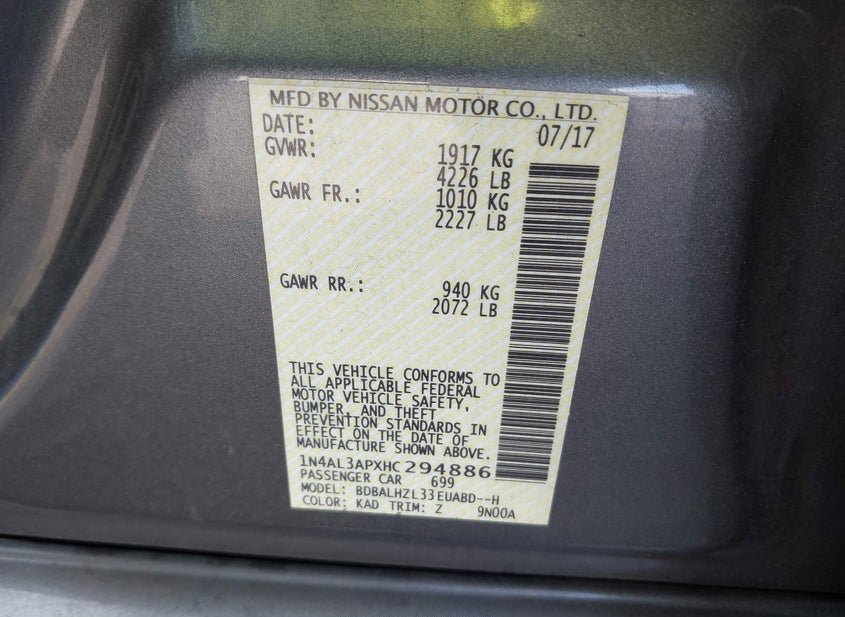 MFD BY NISSAN MOTOR CO., LTD.
DATE: 07/17
GVWR: 1917 KG
4226 LB
GAWR FR.: 1010 KG
2227 LB
GAWR RR.: 940 KG
2072 LB
THIS VEHICLE CONFORMS TO
ALL APPLICABLE FEDERAL
MOTOR VEHICLE SAFETY,
BUMPER, AND THEFT
PREVENTION STANDARDS IN
EFFECT ON THE DATE OF
MANUFACTURE SHOWN ABOVE.
1N4AL3APXHC294886
PASSENGER CAR 699
MODEL: BDBALHZL33EUABD--H
COLOR: KAD TRIM: Z 9N00A